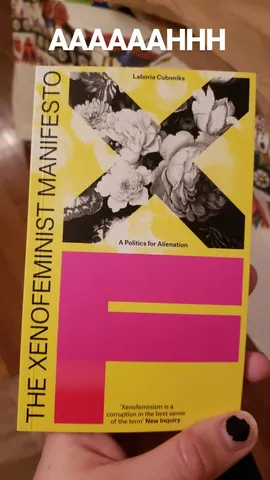 AAAAAAHHH
Laboria Cuboniks
THE XENOFEMINIST MANIFESTO
A Politics for Alienation
'Xenofeminism is a
corruption in the best sense
of the term' New Inquiry